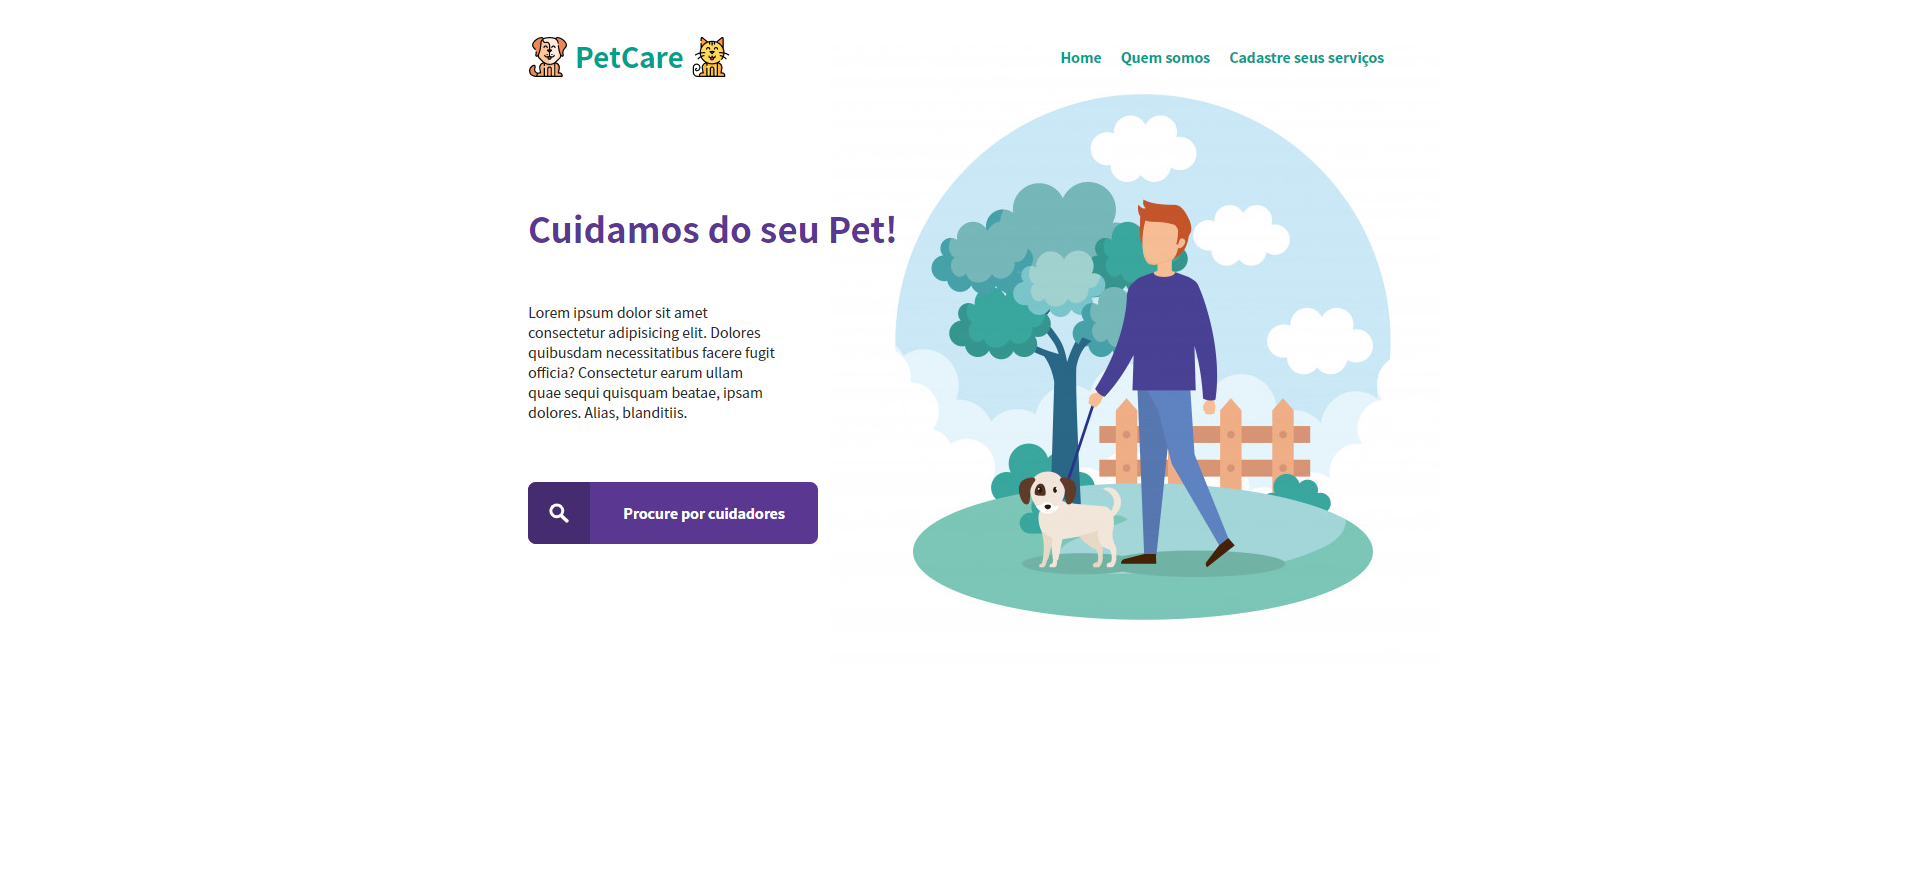 PetCare
Home Quem somos Cadastre seus serviços
Cuidamos do seu Pet!
Lorem ipsum dolor sit amet
consectetur adipisicing elit. Dolores
quibusdam necessitatibus facere fugit
officia? Consectetur earum ullam
quae sequi quisquam beatae, ipsam
dolores. Alias, blanditiis.
Procure por cuidadores